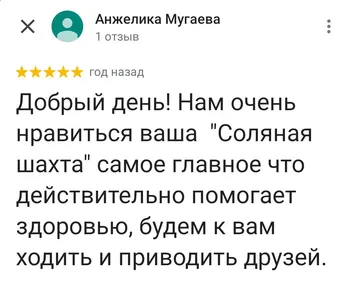 Анжелика Мугаева
1 отзыв
год назад
Добрый день! Нам очень
нравиться ваша "Соляная
шахта" самое главное что
действительно помогает
здоровью, будем к вам
ходить и приводить друзей.